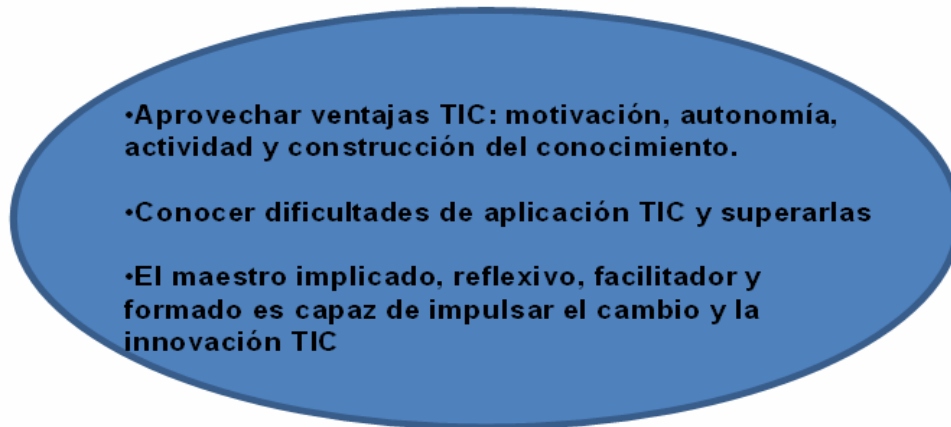 •Aprovechar ventajas TIC: motivación, autonomía,
actividad y construcción del conocimiento.
•Conocer dificultades de aplicación TIC y superarlas
•El maestro implicado, reflexivo, facilitador y
formado es capaz de impulsar el cambio y la
innovación TIC